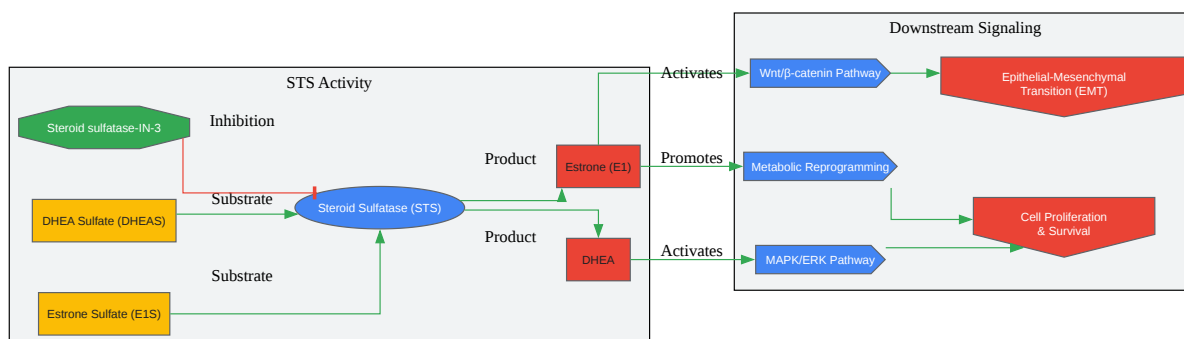 Downstream Signaling
STS Activity
Activates
Wnt/β-catenin Pathway
Epithelial-Mesenchymal
Transition (EMT)
Steroid sulfatase-IN-3
Inhibition
Product
Estrone (E1)
Promotes
Metabolic Reprogramming
Substrate
DHEA Sulfate (DHEAS)
Steroid Sulfatase (STS)
Cell Proliferation
& Survival
Product
DHEA
Activates
MAPK/ERK Pathway
Substrate
Estrone Sulfate (E1S)